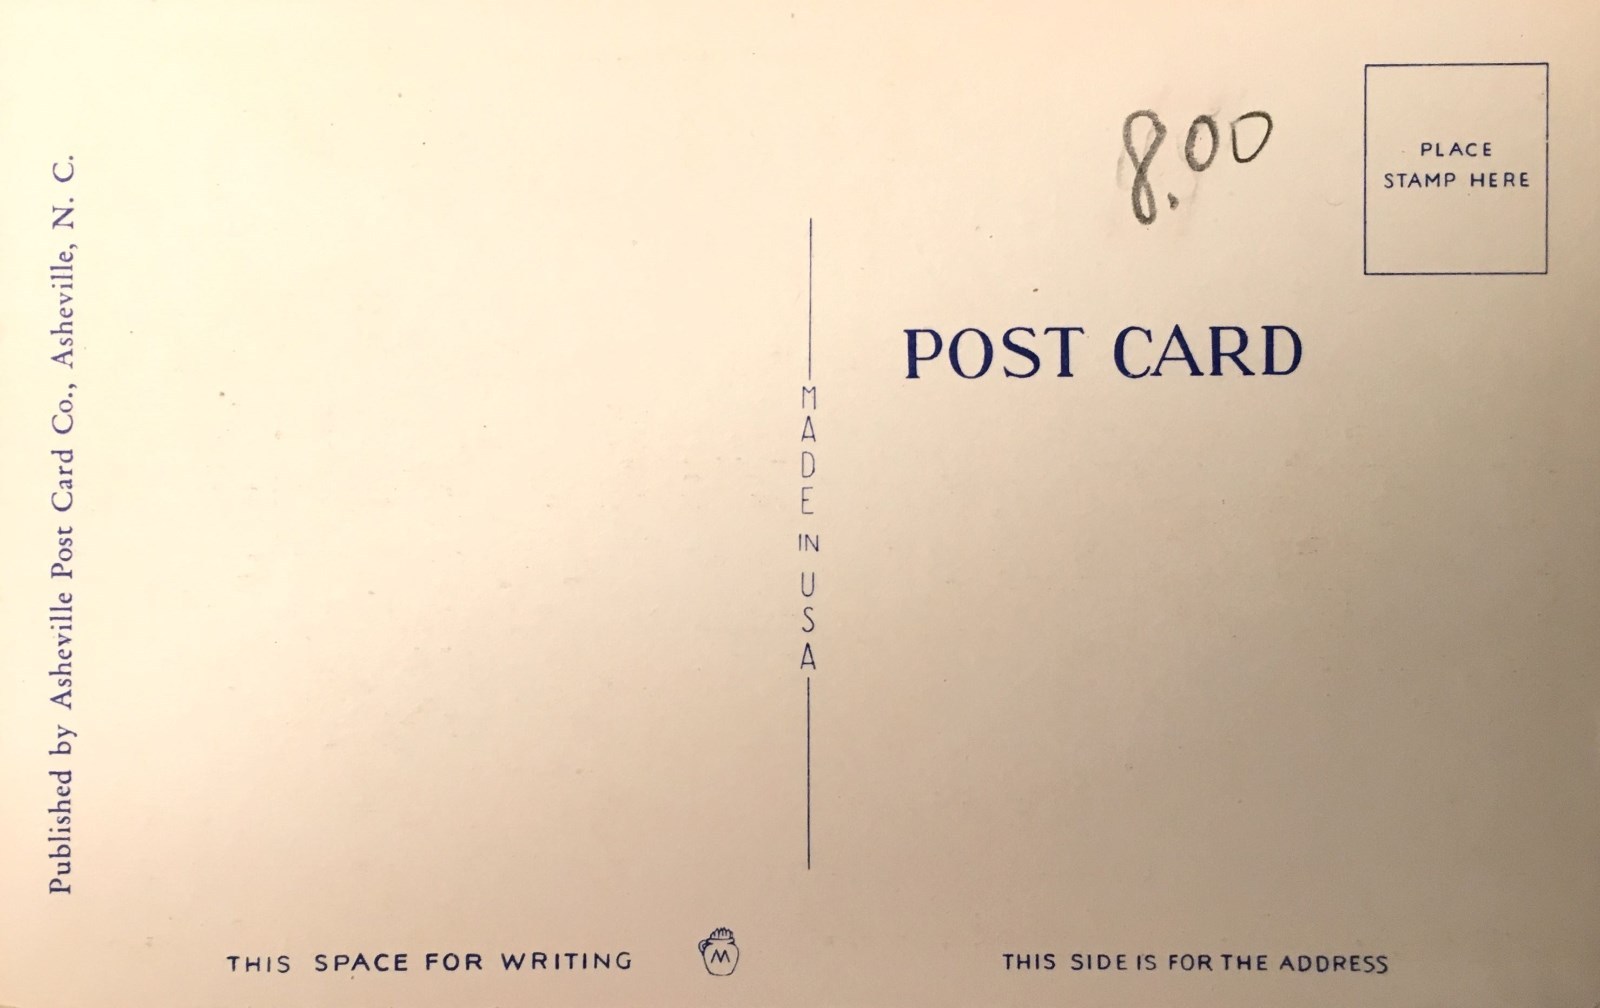 Published by Asheville Post Card Co., Asheville, N. C.
8.00
PLACE
STAMP HERE
POST CARD
MADE
IN
USA
THIS SPACE FOR WRITING
M
THIS SIDE IS FOR THE ADDRESS